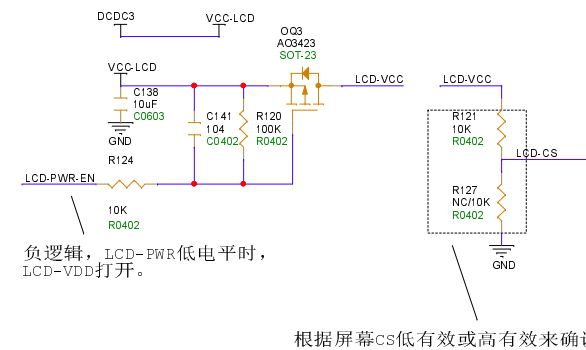 DCDC3
VCC-LCD
OQ3
AO3423
SOT-23
VCC-LCD
LCD-VCC
LCD-VCC
C138
10uF
C0603
GND
C141
104
C0402
R120
100K
R0402
R121
10K
R0402
LCD-CS
R124
LCD-PWR-EN
10K
R0402
R127
NC/10K
R0402
GND
负逻辑，LCD-PWR低电平时，
LCD-VDD打开。
根据屏幕CS低有效或高有效来确